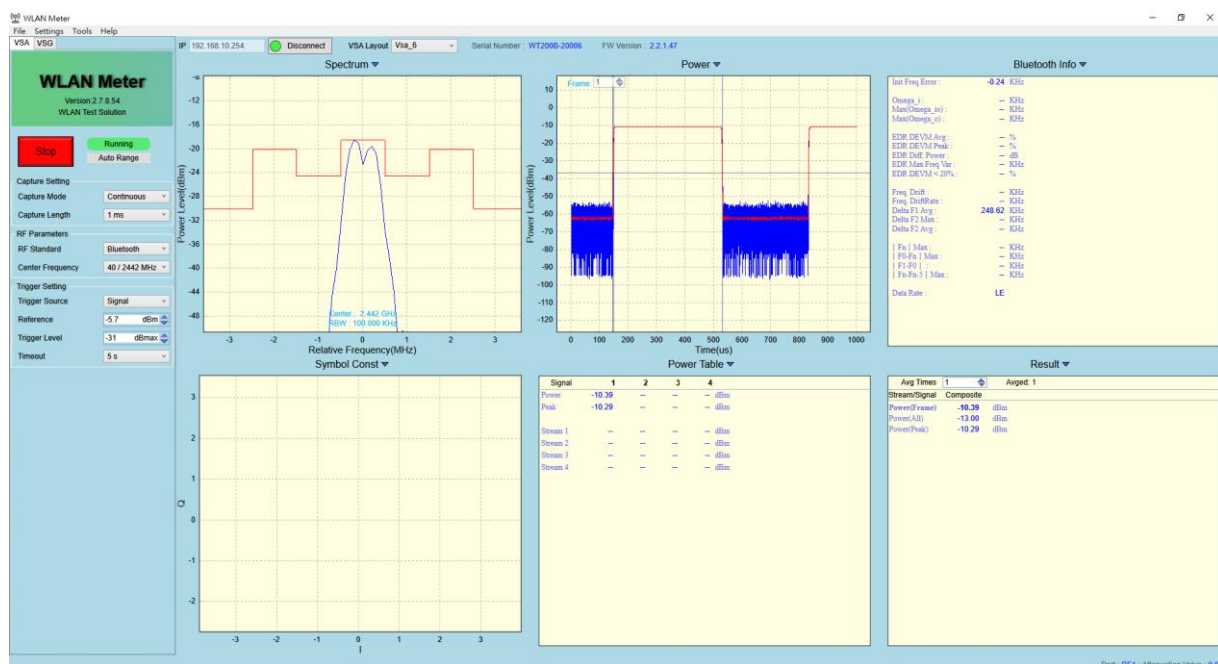 WLAN Meter
File Settings Tools Help
VSA VSG
IP 192.168.10.254 Disconnect VSA Layout Vsa_6 Serial Number : WT200B-20006 FW Version : 2.2.1.47
WLAN Meter
Version:2.7.8.54
WLAN Test Solution
Stop
Running
Auto Range
Capture Setting
Capture Mode Continuous
Capture Length 1 ms
RF Parameters
RF Standard Bluetooth
Center Frequency 40 / 2442 MHz
Trigger Setting
Trigger Source Signal
Reference -5.7 dBm
Trigger Level -31 dBmax
Timeout 5 s
Spectrum
Power Level(dBm)
-12
-16
-20
-24
-28
-32
-36
-40
-44
-48
Center : 2.442 GHz
RBW : 100.000 KHz
-3 -2 -1 0 1 2 3
Relative Frequency(MHz)
Power
Frame: 1
Power Level(dBm)
10
0
-10
-20
-30
-40
-50
-60
-70
-80
-90
-100
-110
-120
0 100 200 300 400 500 600 700 800 900 1000
Time(us)
Bluetooth Info
Init Freq Error : -0.24 KHz
Omega_i : -- KHz
Max(Omega_io) : -- KHz
Max(Omega_o) : -- KHz
EDR DEVM Avg : -- %
EDR DEVM Peak : -- %
EDR Diff. Power : -- dB
EDR Max Freq Var : -- KHz
EDR DEVM < 20% : -- %
Freq. Drift : -- KHz
Freq. DriftRate : -- KHz
Delta F1 Avg : 248.62 KHz
Delta F2 Max : -- KHz
Delta F2 Avg : -- KHz
| Fn | Max : -- KHz
| F0-Fn | Max : -- KHz
| F1-F0 | : -- KHz
| Fn-Fn-5 | Max : -- KHz
Data Rate : LE
Symbol Const
Q
3
2
1
0
-1
-2
-3 -2 -1 0 1 2 3
I
Power Table
Signal 1 2 3 4
Power -10.39 -- -- -- dBm
Peak -10.29 -- -- -- dBm
Stream 1 -- -- -- -- dBm
Stream 2 -- -- -- -- dBm
Stream 3 -- -- -- -- dBm
Stream 4 -- -- -- -- dBm
Result
Avg Times 1 Avged: 1
Stream/Signal Composite
Power(Frame) -10.39 dBm
Power(All) -13.00 dBm
Power(Peak) -10.29 dBm